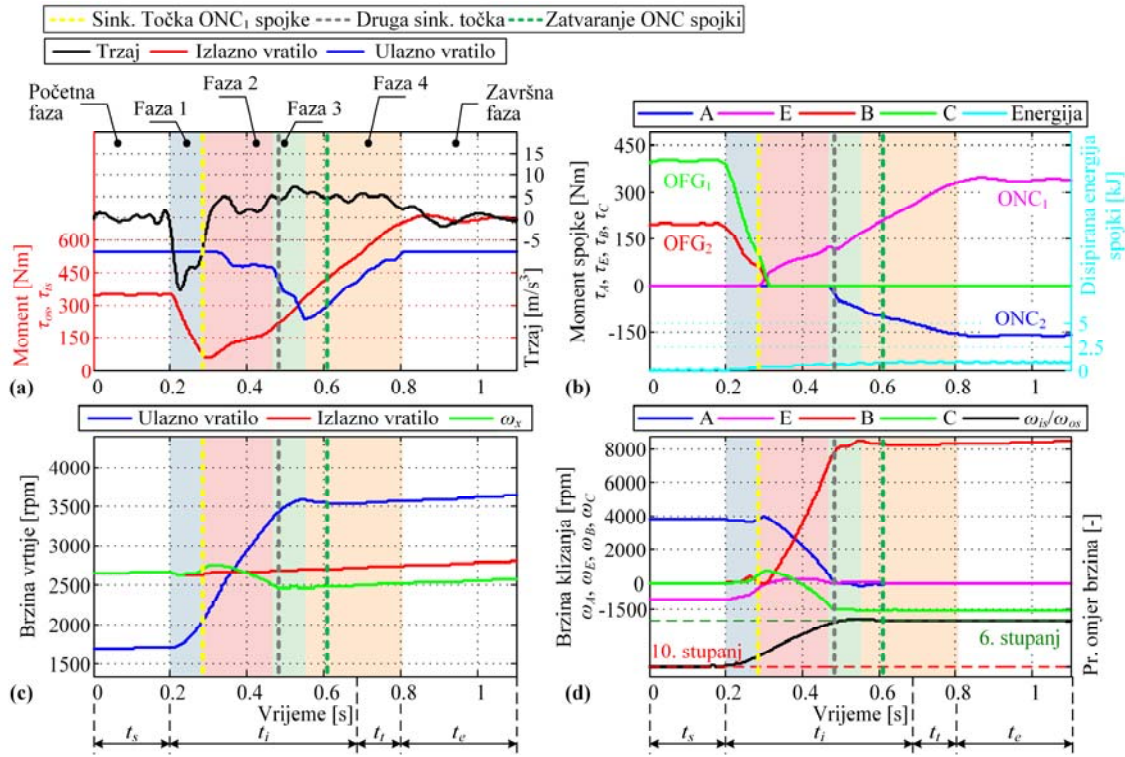 Sink. Točka ONC₁ spojke Druga sink. točka Zatvaranje ONC spojki
Trzaj Izlazno vratilo Ulazno vratilo
Početna faza
Faza 1
Faza 2
Faza 3
Faza 4
Završna faza
15
10
5
0
-5
Trzaj [m/s³]
600
450
300
150
0
Moment [Nm]
τos, τis
0 0.2 0.4 0.6 0.8 1
(a)
A E B C Energija
450
300
150
0
-150
Moment spojke [Nm]
τA, τE, τB, τC
OFG₁
OFG₂
ONC₁
ONC₂
Disipirana energija spojki [kJ]
5
2.5
0
0 0.2 0.4 0.6 0.8 1
(b)
Ulazno vratilo Izlazno vratilo ωx
4000
3500
3000
2500
2000
1500
Brzina vrtnje [rpm]
0 0.2 0.4 0.6 0.8 1
Vrijeme [s]
(c)
ts ti tt te
A E B C ωis/ωos
8000
4000
0
-1500
Brzina klizanja [rpm]
ωA, ωE, ωB, ωC
10. stupanj
6. stupanj
Pr. omjer brzina [-]
0 0.2 0.4 0.6 0.8 1
Vrijeme [s]
(d)
ts ti tt te